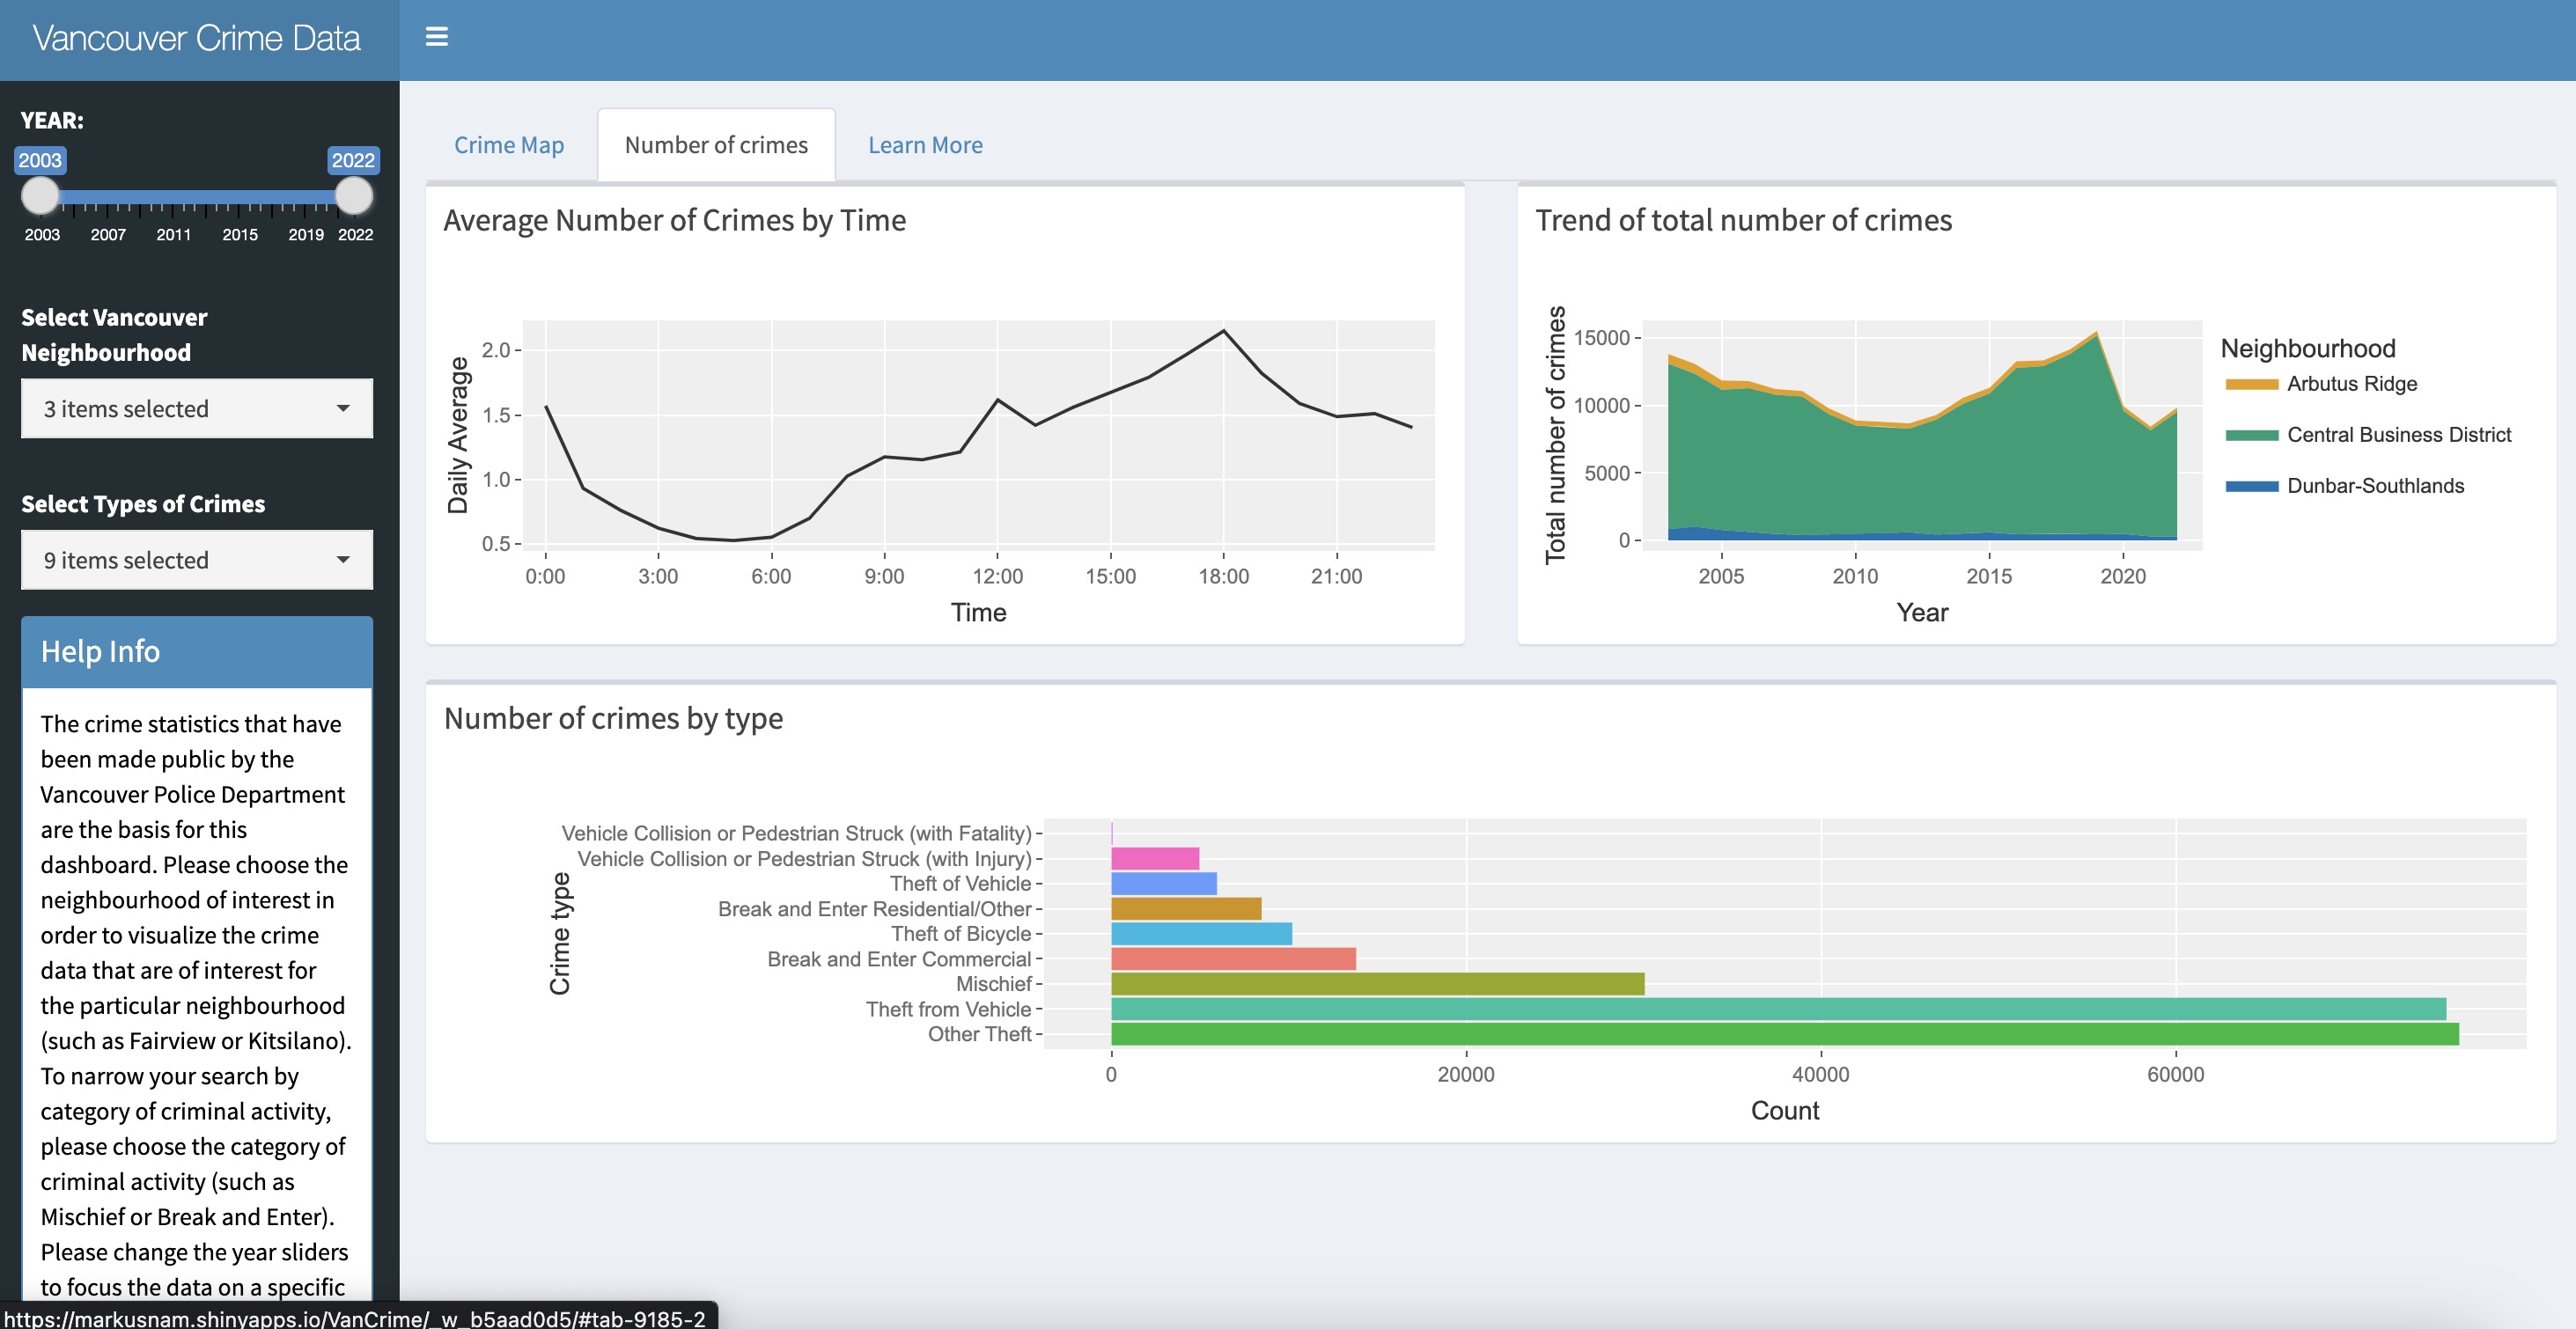 Vancouver Crime Data
YEAR:
2003
2022
2003
2007
2011
2015
2019
2022
Select Vancouver
Neighbourhood
3 items selected
Select Types of Crimes
9 items selected
Help Info
The crime statistics that have
been made public by the
Vancouver Police Department
are the basis for this
dashboard. Please choose the
neighbourhood of interest in
order to visualize the crime
data that are of interest for
the particular neighbourhood
(such as Fairview or Kitsilano).
To narrow your search by
category of criminal activity,
please choose the category of
criminal activity (such as
Mischief or Break and Enter).
Please change the year sliders
to focus the data on a specific
https://markusnam.shinyapps.io/VanCrime/_w_b5aad0d5/#tab-9185-2
Crime Map
Number of crimes
Learn More
Average Number of Crimes by Time
Daily Average
2.0
1.5
1.0
0.5
0:00
3:00
6:00
9:00
12:00
15:00
18:00
21:00
Time
Trend of total number of crimes
Total number of crimes
15000
10000
5000
0
2005
2010
2015
2020
Year
Neighbourhood
Arbutus Ridge
Central Business District
Dunbar-Southlands
Number of crimes by type
Crime type
Vehicle Collision or Pedestrian Struck (with Fatality)
Vehicle Collision or Pedestrian Struck (with Injury)
Theft of Vehicle
Break and Enter Residential/Other
Theft of Bicycle
Break and Enter Commercial
Mischief
Theft from Vehicle
Other Theft
0
20000
40000
60000
Count